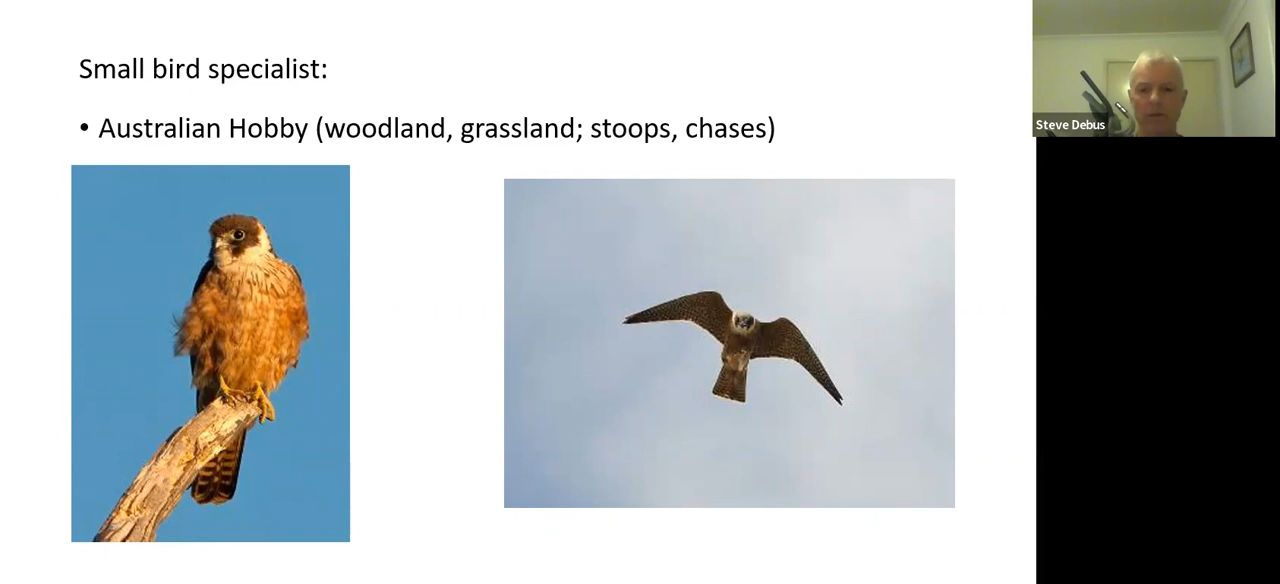 Small bird specialist:
• Australian Hobby (woodland, grassland; stoops, chases)
Steve Debus